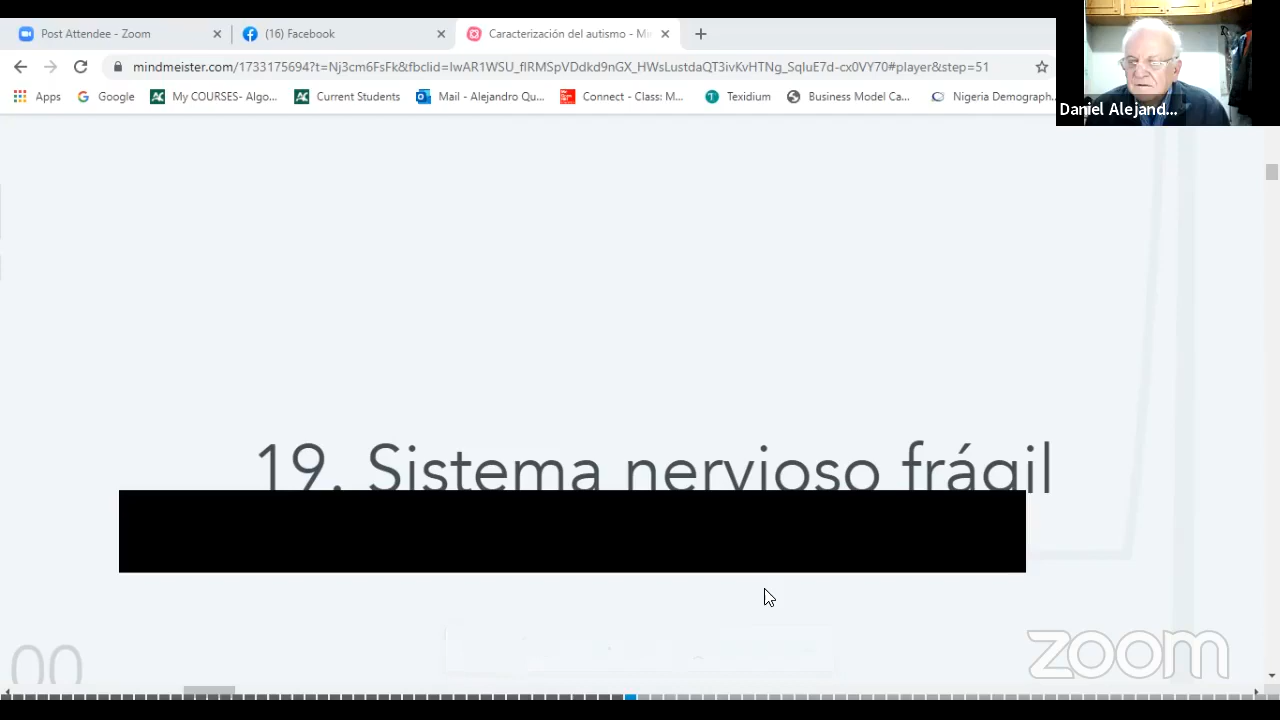 Post Attendee - Zoom
(16) Facebook
Caracterización del autismo - Mi
mindmeister.com/1733175694?t=Nj3cm6FsFk&fbclid=IwAR1WSU_flRMSpVDdkd9nGX_HWsLustdaQT3ivKvHTNg_SqluE7d-cx0VY70#player&step=51
Apps
Google
My COURSES- Algo...
Current Students
Mail - Alejandro Qu...
Connect - Class: M...
Texidium
Business Model Ca...
Nigeria Demograph
Daniel Alejand...
19. Sistema nervioso frágil
00
zoom